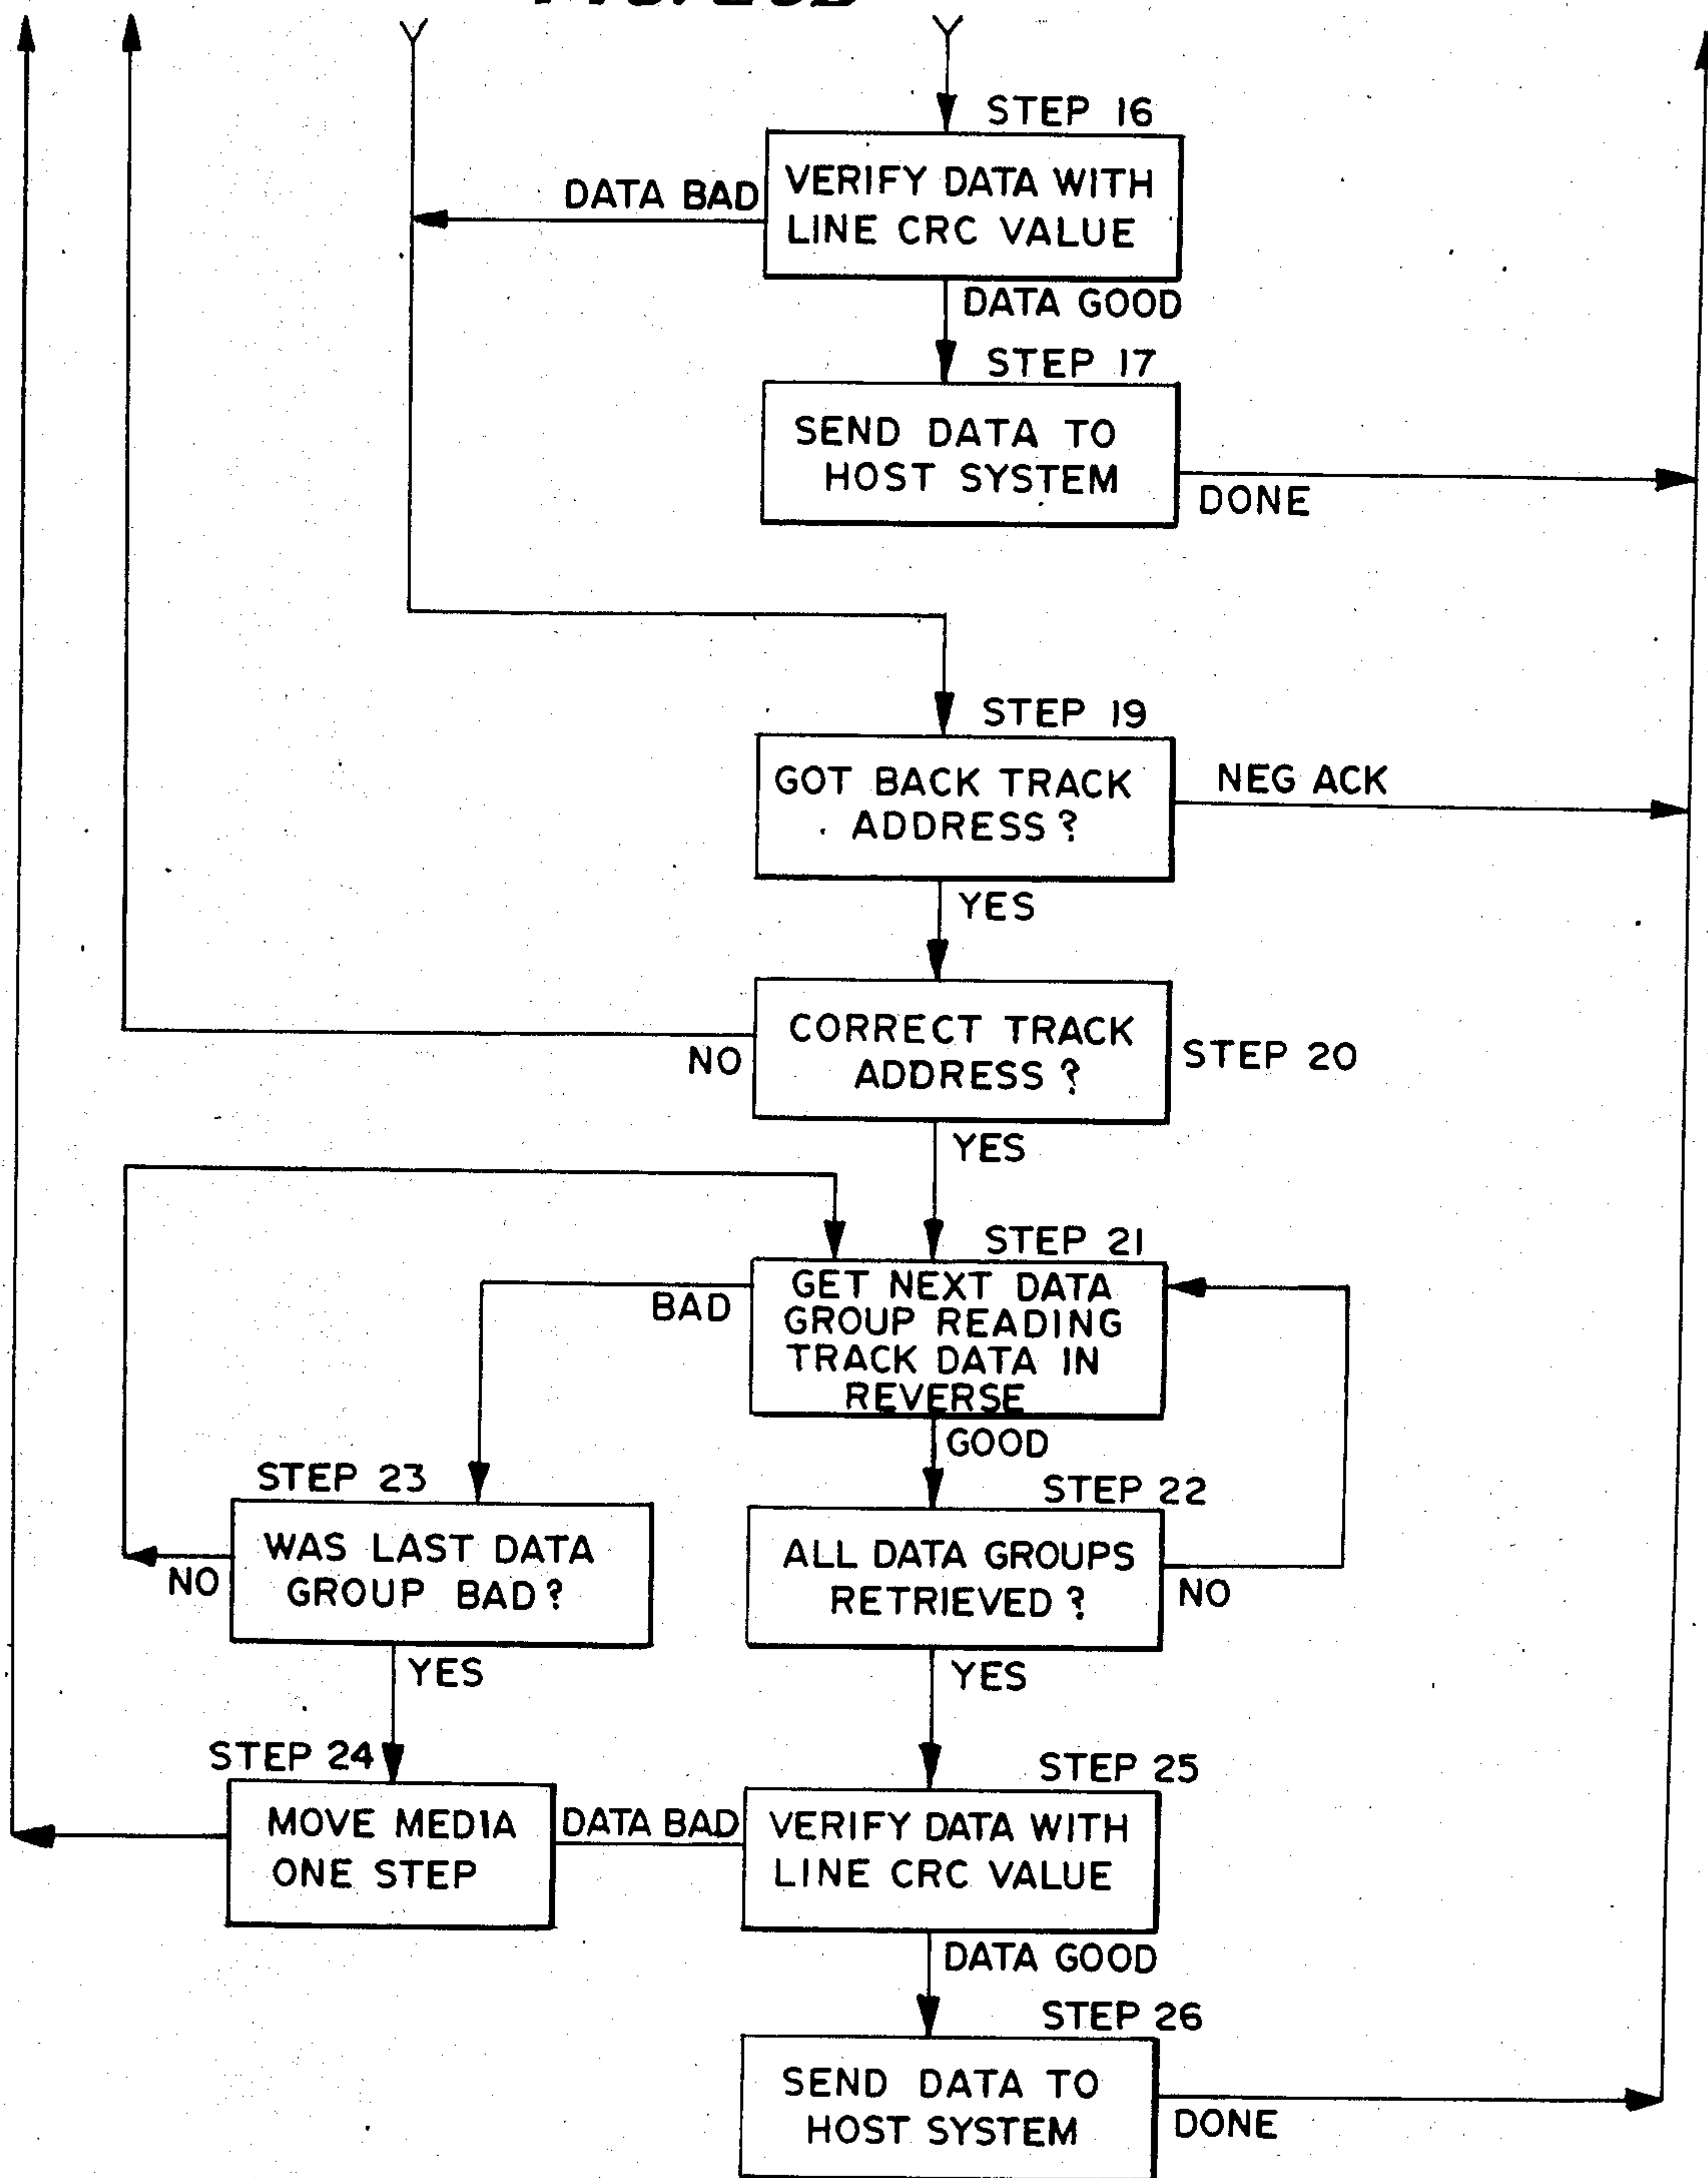 STEP 16
VERIFY DATA WITH
LINE CRC VALUE
DATA BAD
DATA GOOD
STEP 17
SEND DATA TO
HOST SYSTEM
DONE
STEP 19
GOT BACK TRACK
ADDRESS?
NEG ACK
YES
CORRECT TRACK
ADDRESS?
STEP 20
NO
YES
STEP 21
GET NEXT DATA
GROUP READING
TRACK DATA IN
REVERSE
BAD
GOOD
STEP 23
WAS LAST DATA
GROUP BAD?
NO
YES
STEP 22
ALL DATA GROUPS
RETRIEVED?
NO
YES
STEP 24
MOVE MEDIA
ONE STEP
DATA BAD
STEP 25
VERIFY DATA WITH
LINE CRC VALUE
DATA GOOD
STEP 26
SEND DATA TO
HOST SYSTEM
DONE